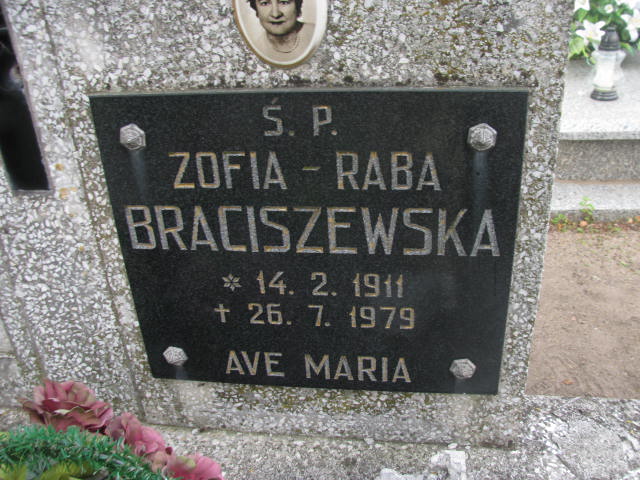 Ś. P.
ZOFIA - RABA
BRACISZEWSKA
* 14. 2. 1911
† 26. 7. 1979
AVE MARIA